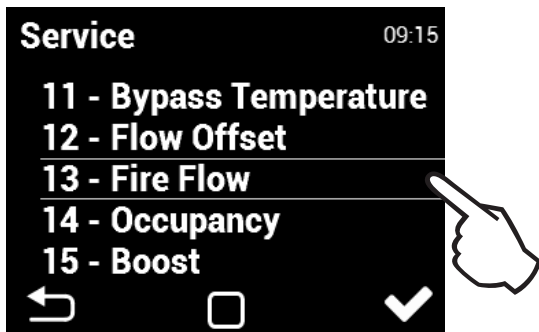 Service 09:15
11 - Bypass Temperature
12 - Flow Offset
13 - Fire Flow
14 - Occupancy
15 - Boost